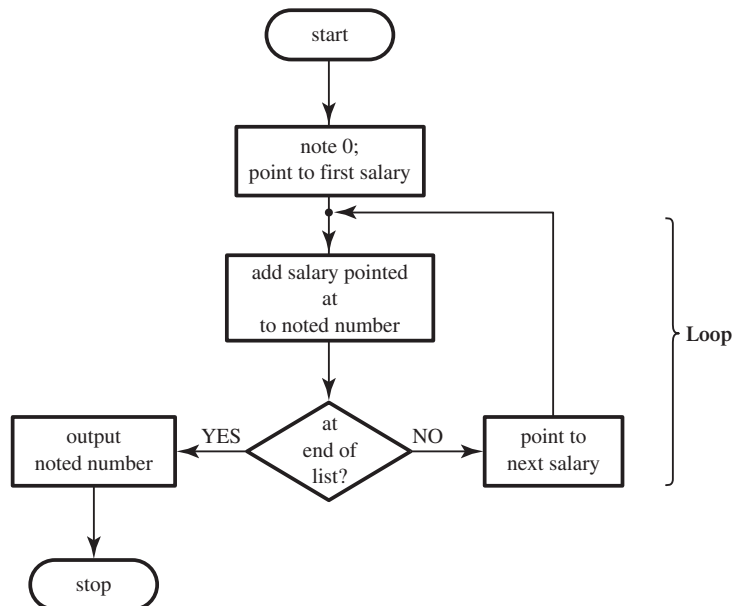 start
note 0;
point to first salary
add salary pointed
at
to noted number
Loop
at
end of
list?
YES
NO
output
noted number
point to
next salary
stop